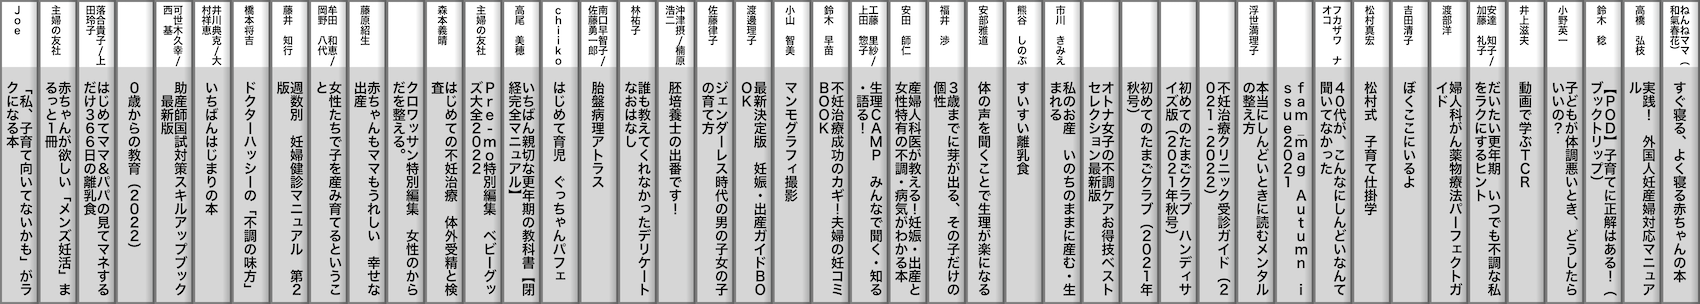 ねんねママ（
和氣春花）
すぐ寝る、よく寝る赤ちゃんの本
高橋　弘枝
実践！　外国人妊産婦対応マニュア
ル
鈴木　稔
【ＰＯＤ】子育てに正解はある！（
ブックトリップ）
小野英一
子どもが体調悪いとき、どうしたら
いいの？
井上滋夫
動画で学ぶＴＣＲ
安達　知子／
加藤　礼子／
だいたい更年期　いつでも不調な私
をラクにするヒント
渡部洋
婦人科がん薬物療法パーフェクトガ
イド
吉田清子
ぼくここにいるよ
松村真宏
松村式　子育て仕掛学
フカザワ　ナ
オコ
４０代が、こんなにしんどいなんて
聞いてなかった
ｆａｍ＿ｍａｇ　Ａｕｔｕｍｎ　ｉ
ｓｓｕｅ２０２１
浮世満理子
本当にしんどいときに読むメンタル
の整え方
不妊治療クリニック受診ガイド（２
０２１‐２０２２）
初めてのたまごクラブ　ハンディサ
イズ版（２０２１年秋号）
初めてのたまごクラブ（２０２１年
秋号）
オトナ女子の不調ケアお得技ベスト
セレクション最新版
市川　きみえ
私のお産　いのちのままに産む・生
まれる
熊谷　しのぶ
すいすい離乳食
安部雅道
体の声を聞くことで生理が楽になる
福井　渉
３歳までに芽が出る、その子だけの
個性
安田　師仁
産婦人科医が教える！妊娠・出産と
女性特有の不調・病気がわかる本
工藤　里紗／
上田　惣子／
生理ＣＡＭＰ　みんなで聞く・知る
・語る！
鈴木　早苗
不妊治療成功のカギ！夫婦の妊コミ
ＢＯＯＫ
小山　智美
マンモグラフィ撮影
渡邊理子
最新決定版　妊娠・出産ガイドＢＯ
ＯＫ
佐藤律子
ジェンダーレス時代の男の子女の子
の育て方
沖津摂／楠原
浩二
胚培養士の出番です！
林祐子
誰も教えてくれなかったデリケート
なおはなし
南口早智子／
佐藤勇一郎／
胎盤病理アトラス
ｃｈｉｉｋｏ
はじめて育児　ぐっちゃんパフェ
高尾　美穂
いちばん親切な更年期の教科書【閉
経完全マニュアル】
主婦の友社
Ｐｒｅ‐ｍｏ特別編集　ベビーグッ
ズ大全２０２２
森本義晴
はじめての不妊治療　体外受精と検
査
クロワッサン特別編集　女性のから
だを整える。
藤原紹生
赤ちゃんもママもうれしい　幸せな
出産
牟田　和恵／
岡野　八代
女性たちで子を産み育てるというこ
と
藤井　知行
週数別　妊婦健診マニュアル　第２
版
橋本将吉
ドクターハッシーの「不調の味方」
井川典克／大
村祥恵
いちばんはじまりの本
可世木久幸／
西　基
助産師国試対策スキルアップブック
　最新版
０歳からの教育（２０２２）
落合貴子／上
田玲子
はじめてママ＆パパの見てマネする
だけ３６６日の離乳食
主婦の友社
赤ちゃんが欲しい「メンズ妊活」ま
るっと１冊
Ｊｏｅ
「私、子育て向いてないかも」がラ
クになる本